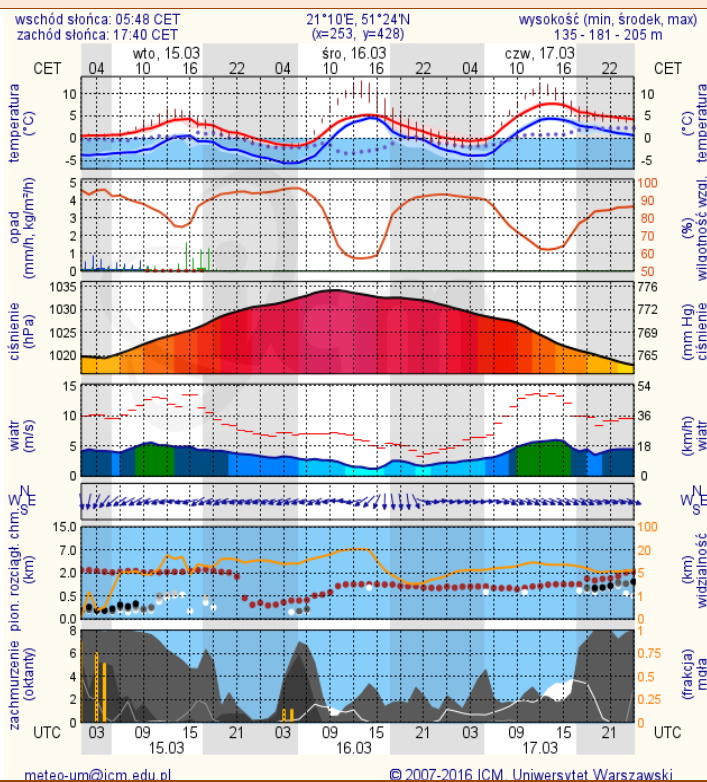 wschód słońca: 05:48 CET 21°10'E, 51°24'N wysokość (min, środek, max)
zachód słońca: 17:40 CET (x=253, y=428) 135 - 181 - 205 m
wto, 15.03 śro, 16.03 czw, 17.03
CET 04 10 16 22 04 10 16 22 04 10 16 22 CET
temperatura (°C)
10
5
0
-5
10
5
0
-5
(°C) temperatura
opad (mm/h, kg/m²/h)
5
4
3
2
1
0
100
90
80
70
60
50
(%) wilgotność wzgl.
ciśnienie (hPa)
1035
1030
1025
1020
776
772
769
765
(mm Hg) ciśnienie
wiatr (m/s)
15
10
5
0
54
36
18
0
(km/h) wiatr
N
W E
S
N
W E
S
pion. rozciągł. chm. (km)
15.0
7.0
2.0
0.5
0.0
100
20
5
1
0
(km) widzialność
zachmurzenie (oktanty)
8
6
4
2
0
1
0.75
0.5
0.25
0
(frakcja) mgła
UTC 03 09 15 21 03 09 15 21 03 09 15 21 UTC
15.03 16.03 17.03
meteo-um@icm.edu.pl © 2007-2016 ICM, Uniwersytet Warszawski